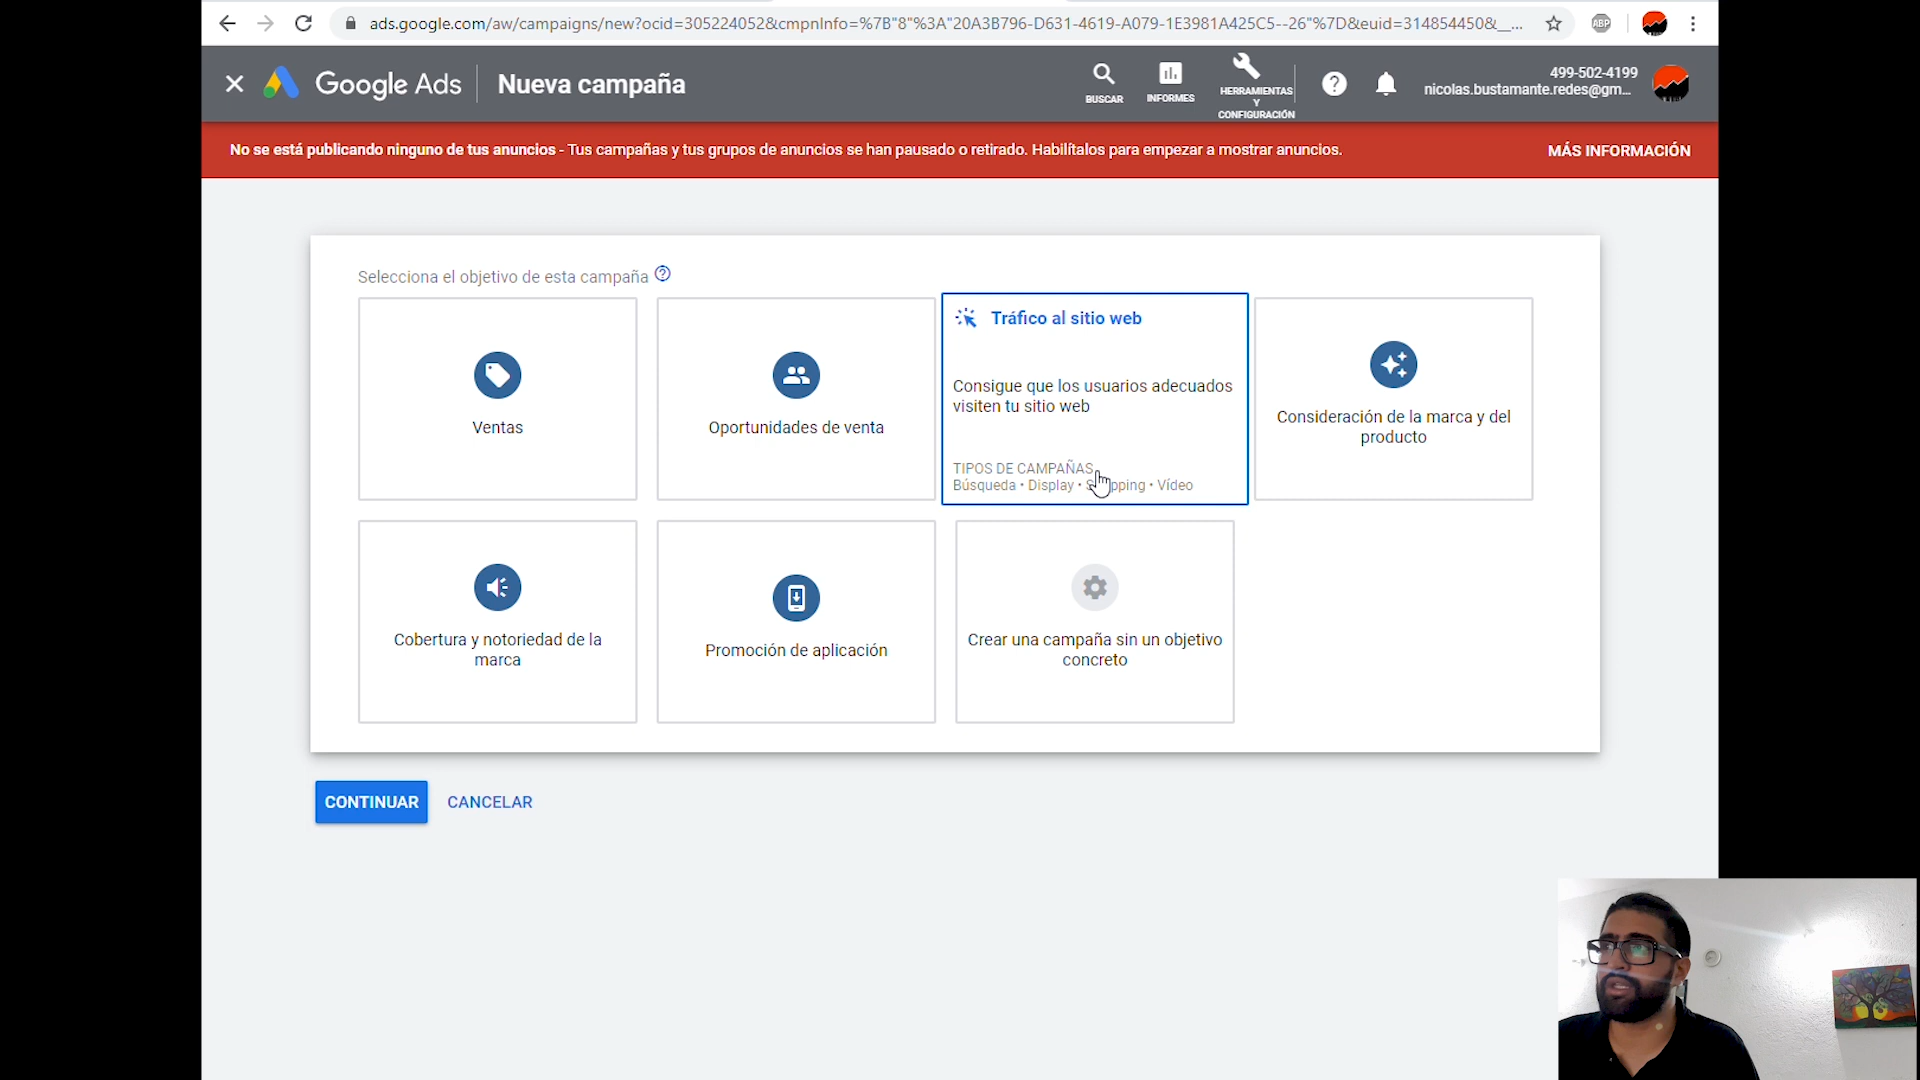 ads.google.com/aw/campaigns/new?ocid=305224052&cmpnInfo=%7B"8"%3A"20A3B796-D631-4619-A079-1E3981A425C5--26"%7D&euid=314854450&__...
ABP
Google Ads
Nueva campaña
BUSCAR
INFORMES
HERRAMIENTAS
Y
CONFIGURACIÓN
499-502-4199
nicolas.bustamante.redes@gm...
No se está publicando ninguno de tus anuncios - Tus campañas y tus grupos de anuncios se han pausado o retirado. Habilítalos para empezar a mostrar anuncios.
MÁS INFORMACIÓN
Selecciona el objetivo de esta campaña
Ventas
Oportunidades de venta
Tráfico al sitio web
Consigue que los usuarios adecuados
visiten tu sitio web
TIPOS DE CAMPAÑAS
Búsqueda • Display • Shopping • Vídeo
Consideración de la marca y del
producto
Cobertura y notoriedad de la
marca
Promoción de aplicación
Crear una campaña sin un objetivo
concreto
CONTINUAR
CANCELAR